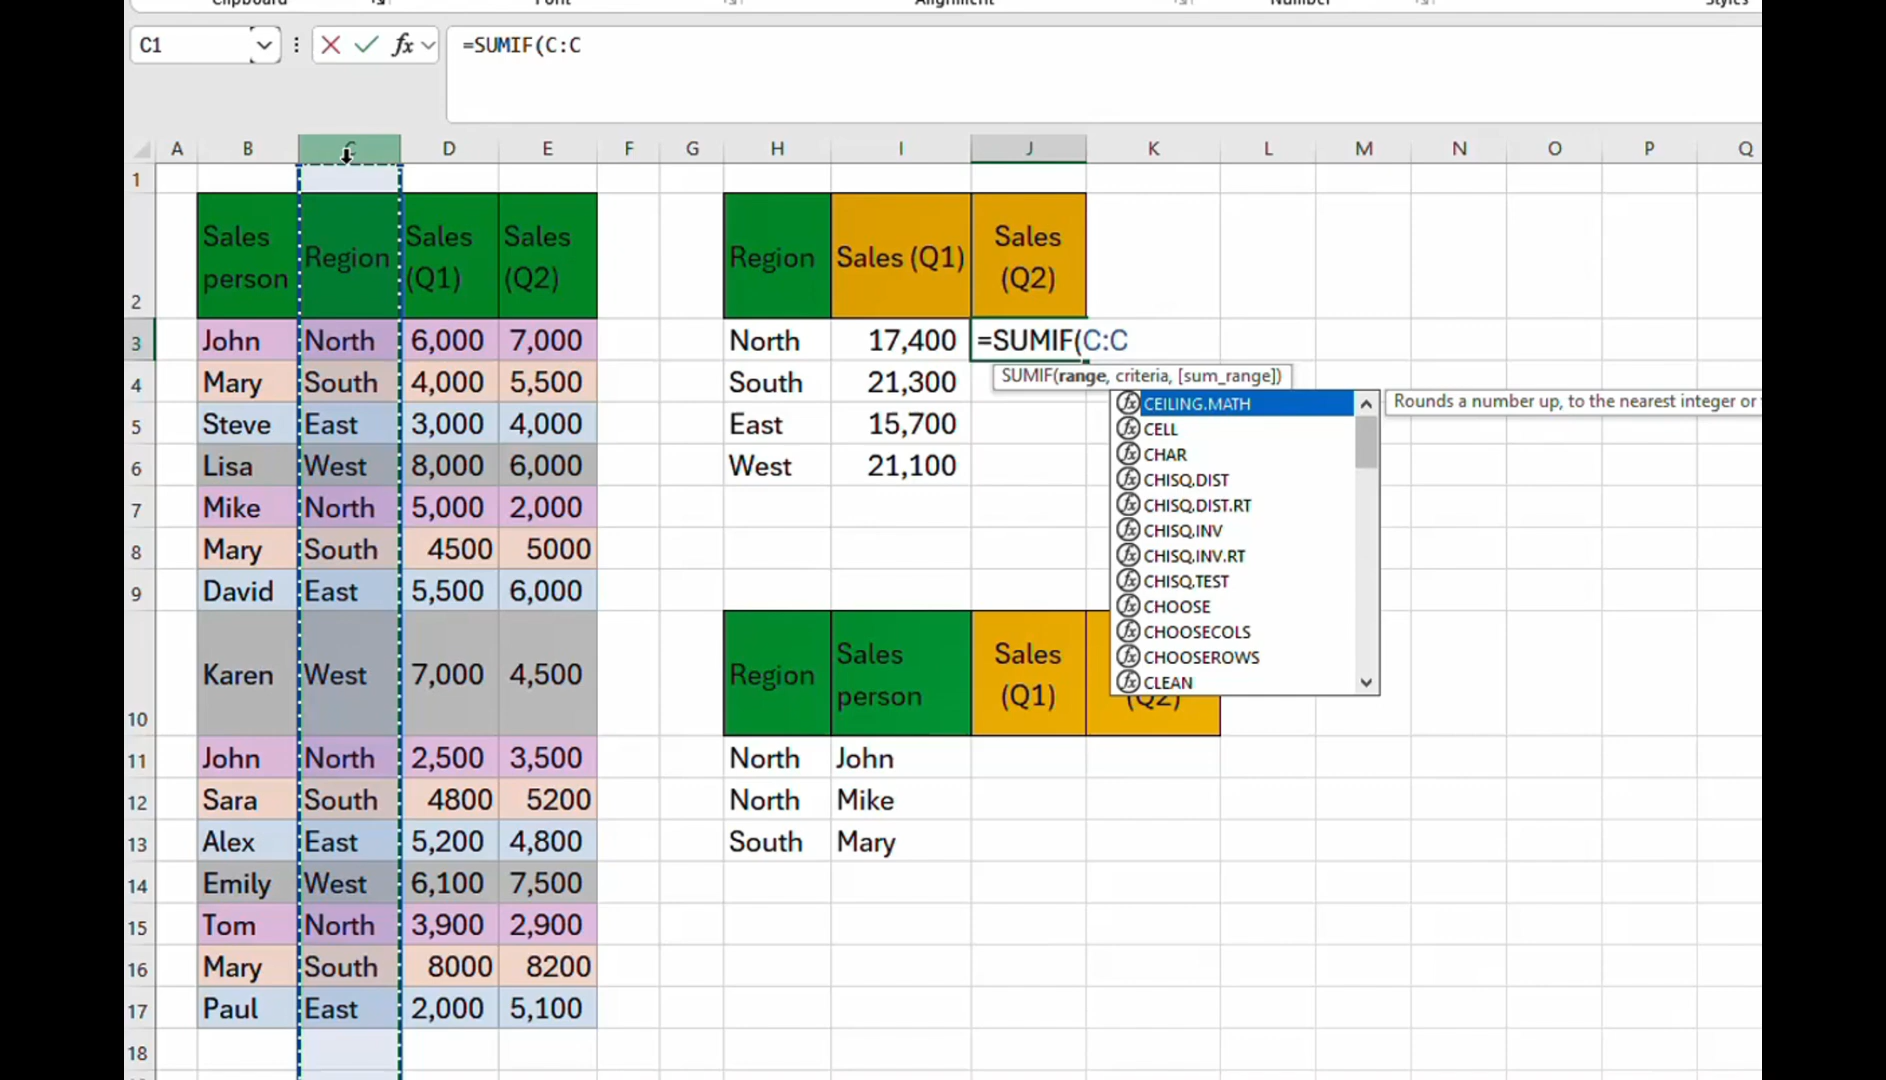 Clipboard Font Alignment Number Styles
C1 fx =SUMIF(C:C
A B C D E F G H I J K L M N O P Q
1
2 Sales person Region Sales (Q1) Sales (Q2) Region Sales (Q1) Sales (Q2)
3 John North 6,000 7,000 North 17,400 =SUMIF(C:C
SUMIF(range, criteria, [sum_range])
4 Mary South 4,000 5,500 South 21,300
CEILING.MATH Rounds a number up, to the nearest integer or
5 Steve East 3,000 4,000 East 15,700
CELL
CHAR
6 Lisa West 8,000 6,000 West 21,100
CHISQ.DIST
7 Mike North 5,000 2,000
CHISQ.DIST.RT
CHISQ.INV
8 Mary South 4500 5000
CHISQ.INV.RT
CHISQ.TEST
9 David East 5,500 6,000
CHOOSE
CHOOSECOLS
CHOOSEROWS
CLEAN
10 Karen West 7,000 4,500 Region Sales person Sales (Q1) (Q2)
11 John North 2,500 3,500 North John
12 Sara South 4800 5200 North Mike
13 Alex East 5,200 4,800 South Mary
14 Emily West 6,100 7,500
15 Tom North 3,900 2,900
16 Mary South 8000 8200
17 Paul East 2,000 5,100
18